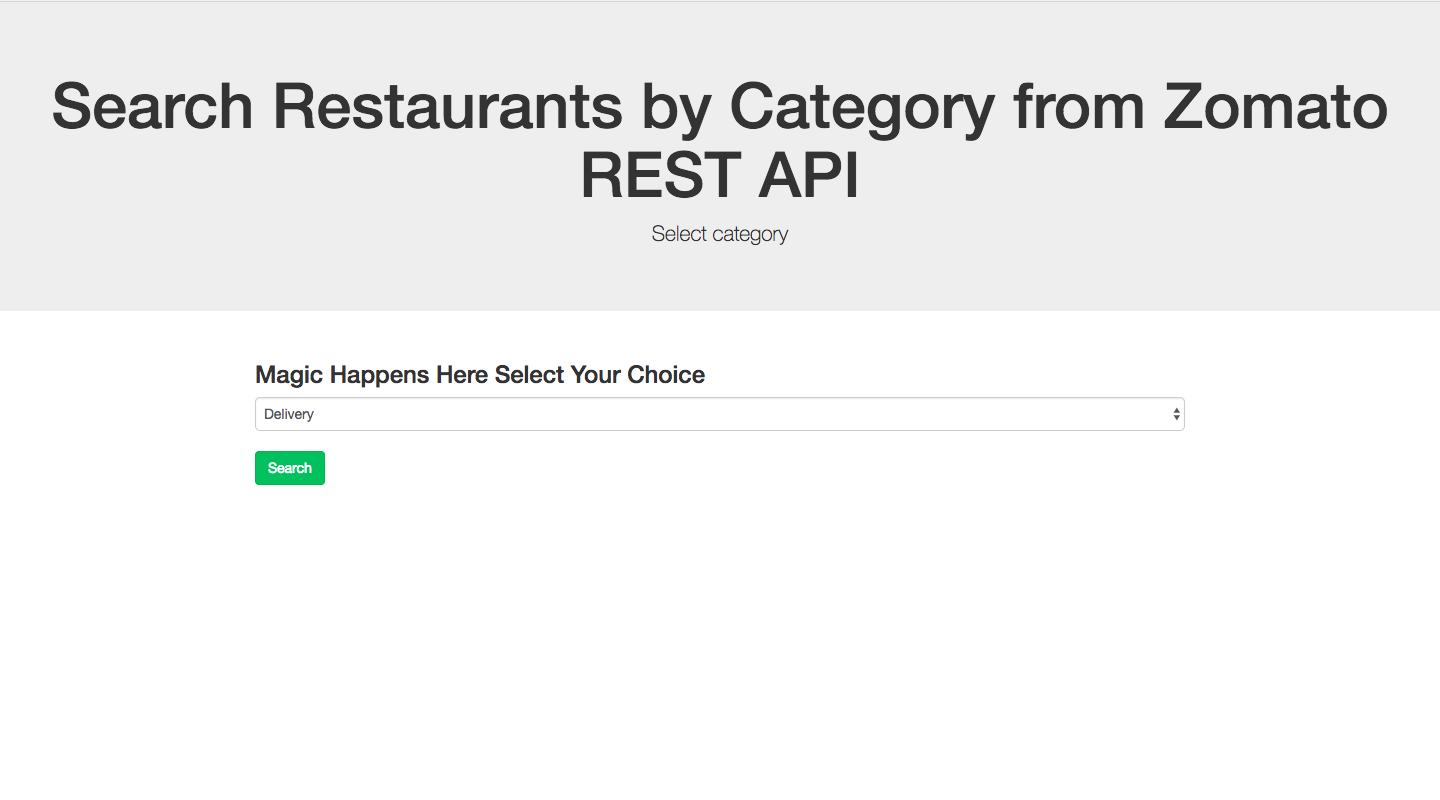 Search Restaurants by Category from Zomato
REST API
Select category
Magic Happens Here Select Your Choice
Delivery
Search